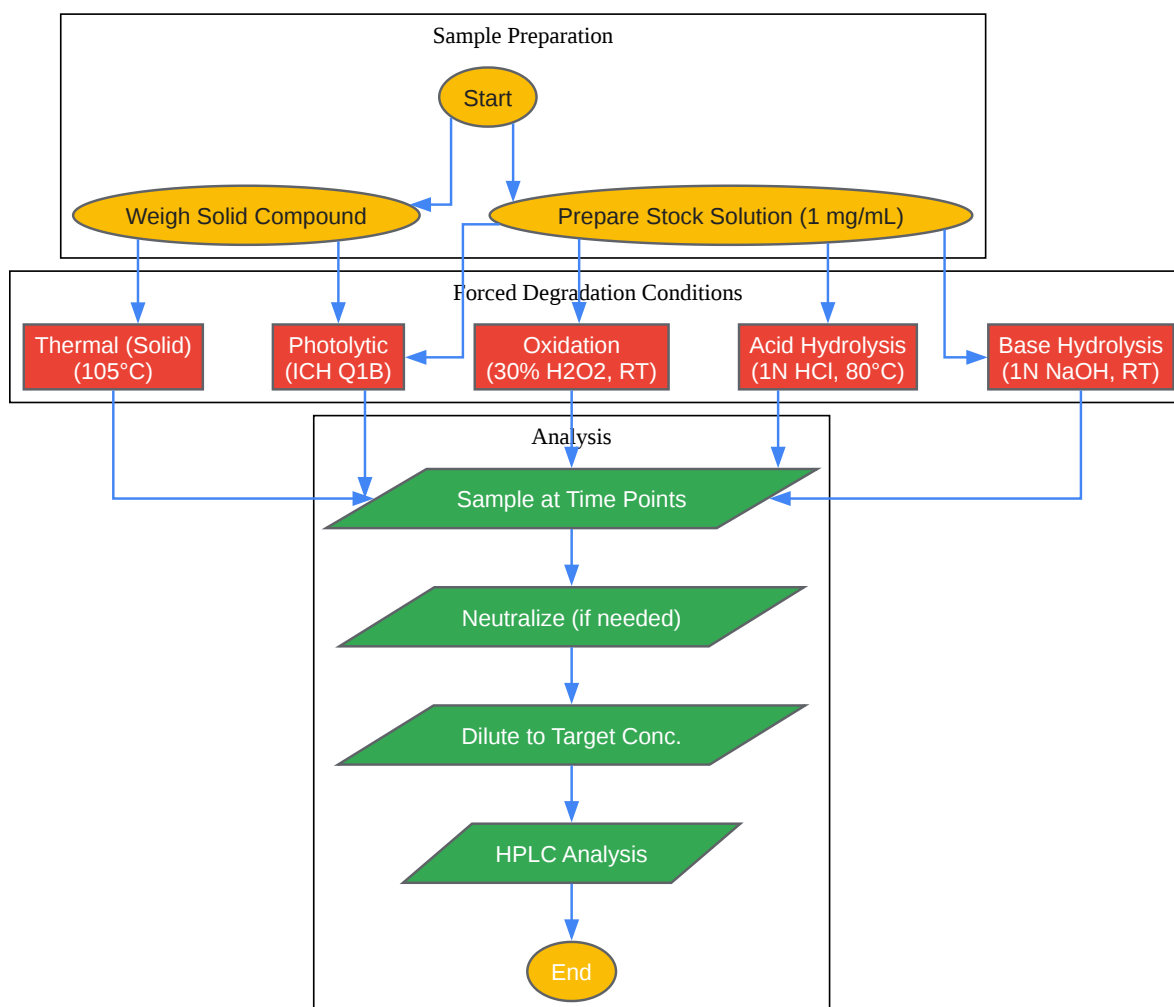 Sample Preparation
Start
Weigh Solid Compound
Prepare Stock Solution (1 mg/mL)
Forced Degradation Conditions
Thermal (Solid)
(105°C)
Photolytic
(ICH Q1B)
Oxidation
(30% H2O2, RT)
Acid Hydrolysis
(1N HCl, 80°C)
Base Hydrolysis
(1N NaOH, RT)
Analysis
Sample at Time Points
Neutralize (if needed)
Dilute to Target Conc.
HPLC Analysis
End